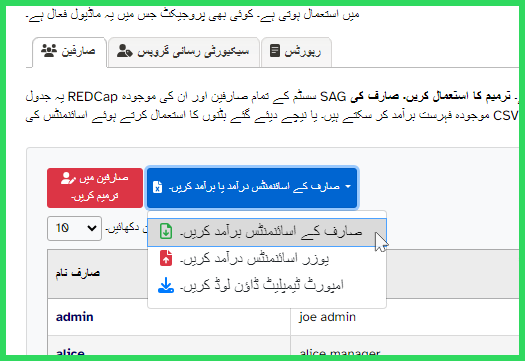 میں استعمال ہوتی ہے۔ کوئی بھی پروجیکٹ جس میں یہ ماڈیول فعال ہے۔
صارفین
سیکیورٹی رسائی گروپس
رپورٹس
ترمیم کا استعمال کریں۔ صارف کی SAG سسٹم کے تمام صارفین اور ان کی موجودہ REDCap یہ جدول
CSV موجودہ فہرست برآمد کر سکتے ہیں۔ یا نیچے دیئے گئے بٹنوں کا استعمال کرتے ہوئے اسائنمنٹس کی
صارفین میں ترمیم کریں۔
صارف کے اسائنمنٹس درآمد یا برآمد کریں۔
10
دکھائیں۔
صارف کے اسائنمنٹس برآمد کریں۔
یوزر اسائنمنٹس درآمد کریں۔
امپورٹ ٹیمپلیٹ ڈاؤن لوڈ کریں۔
صارف نام
admin
joe admin
alice
alice manager